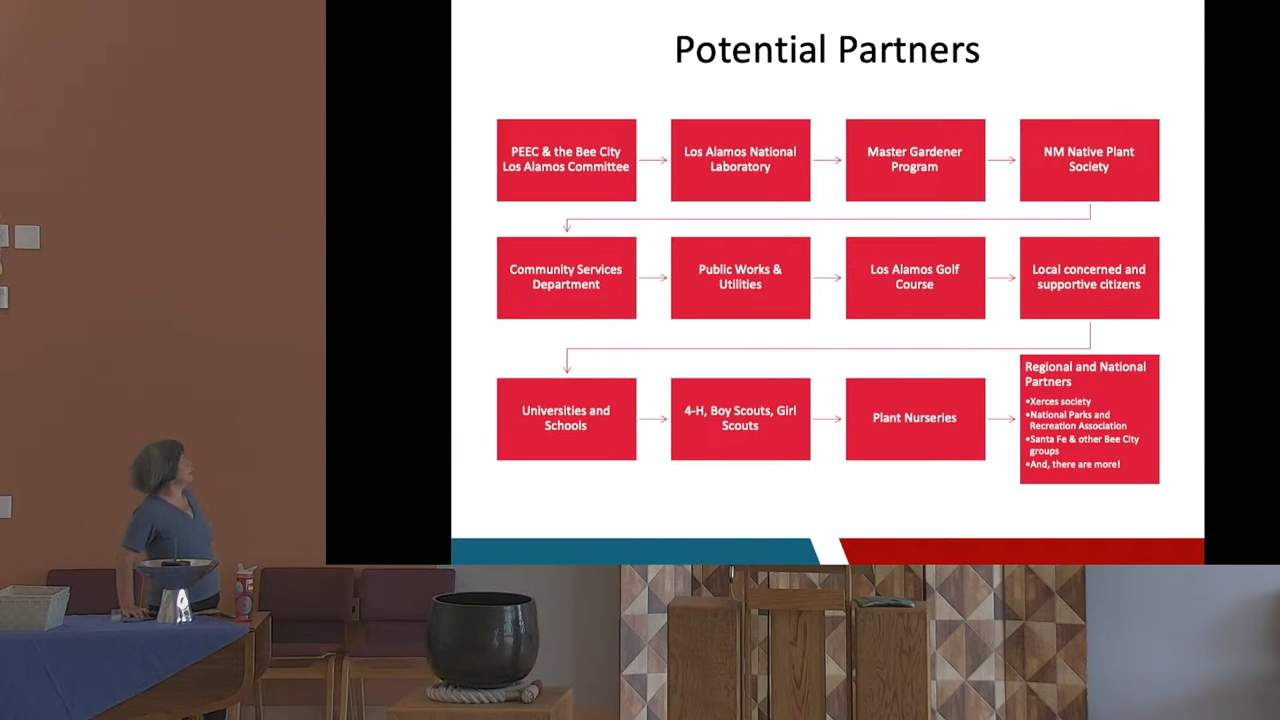 Potential Partners
PEEC & the Bee City
Los Alamos Committee
Los Alamos National
Laboratory
Master Gardener
Program
NM Native Plant
Society
Community Services
Department
Public Works &
Utilities
Los Alamos Golf
Course
Local concerned and
supportive citizens
Universities and
Schools
4-H, Boy Scouts, Girl
Scouts
Plant Nurseries
Regional and National
Partners
•Xerces society
•National Parks and
Recreation Association
•Santa Fe & other Bee City
groups
•And, there are more!